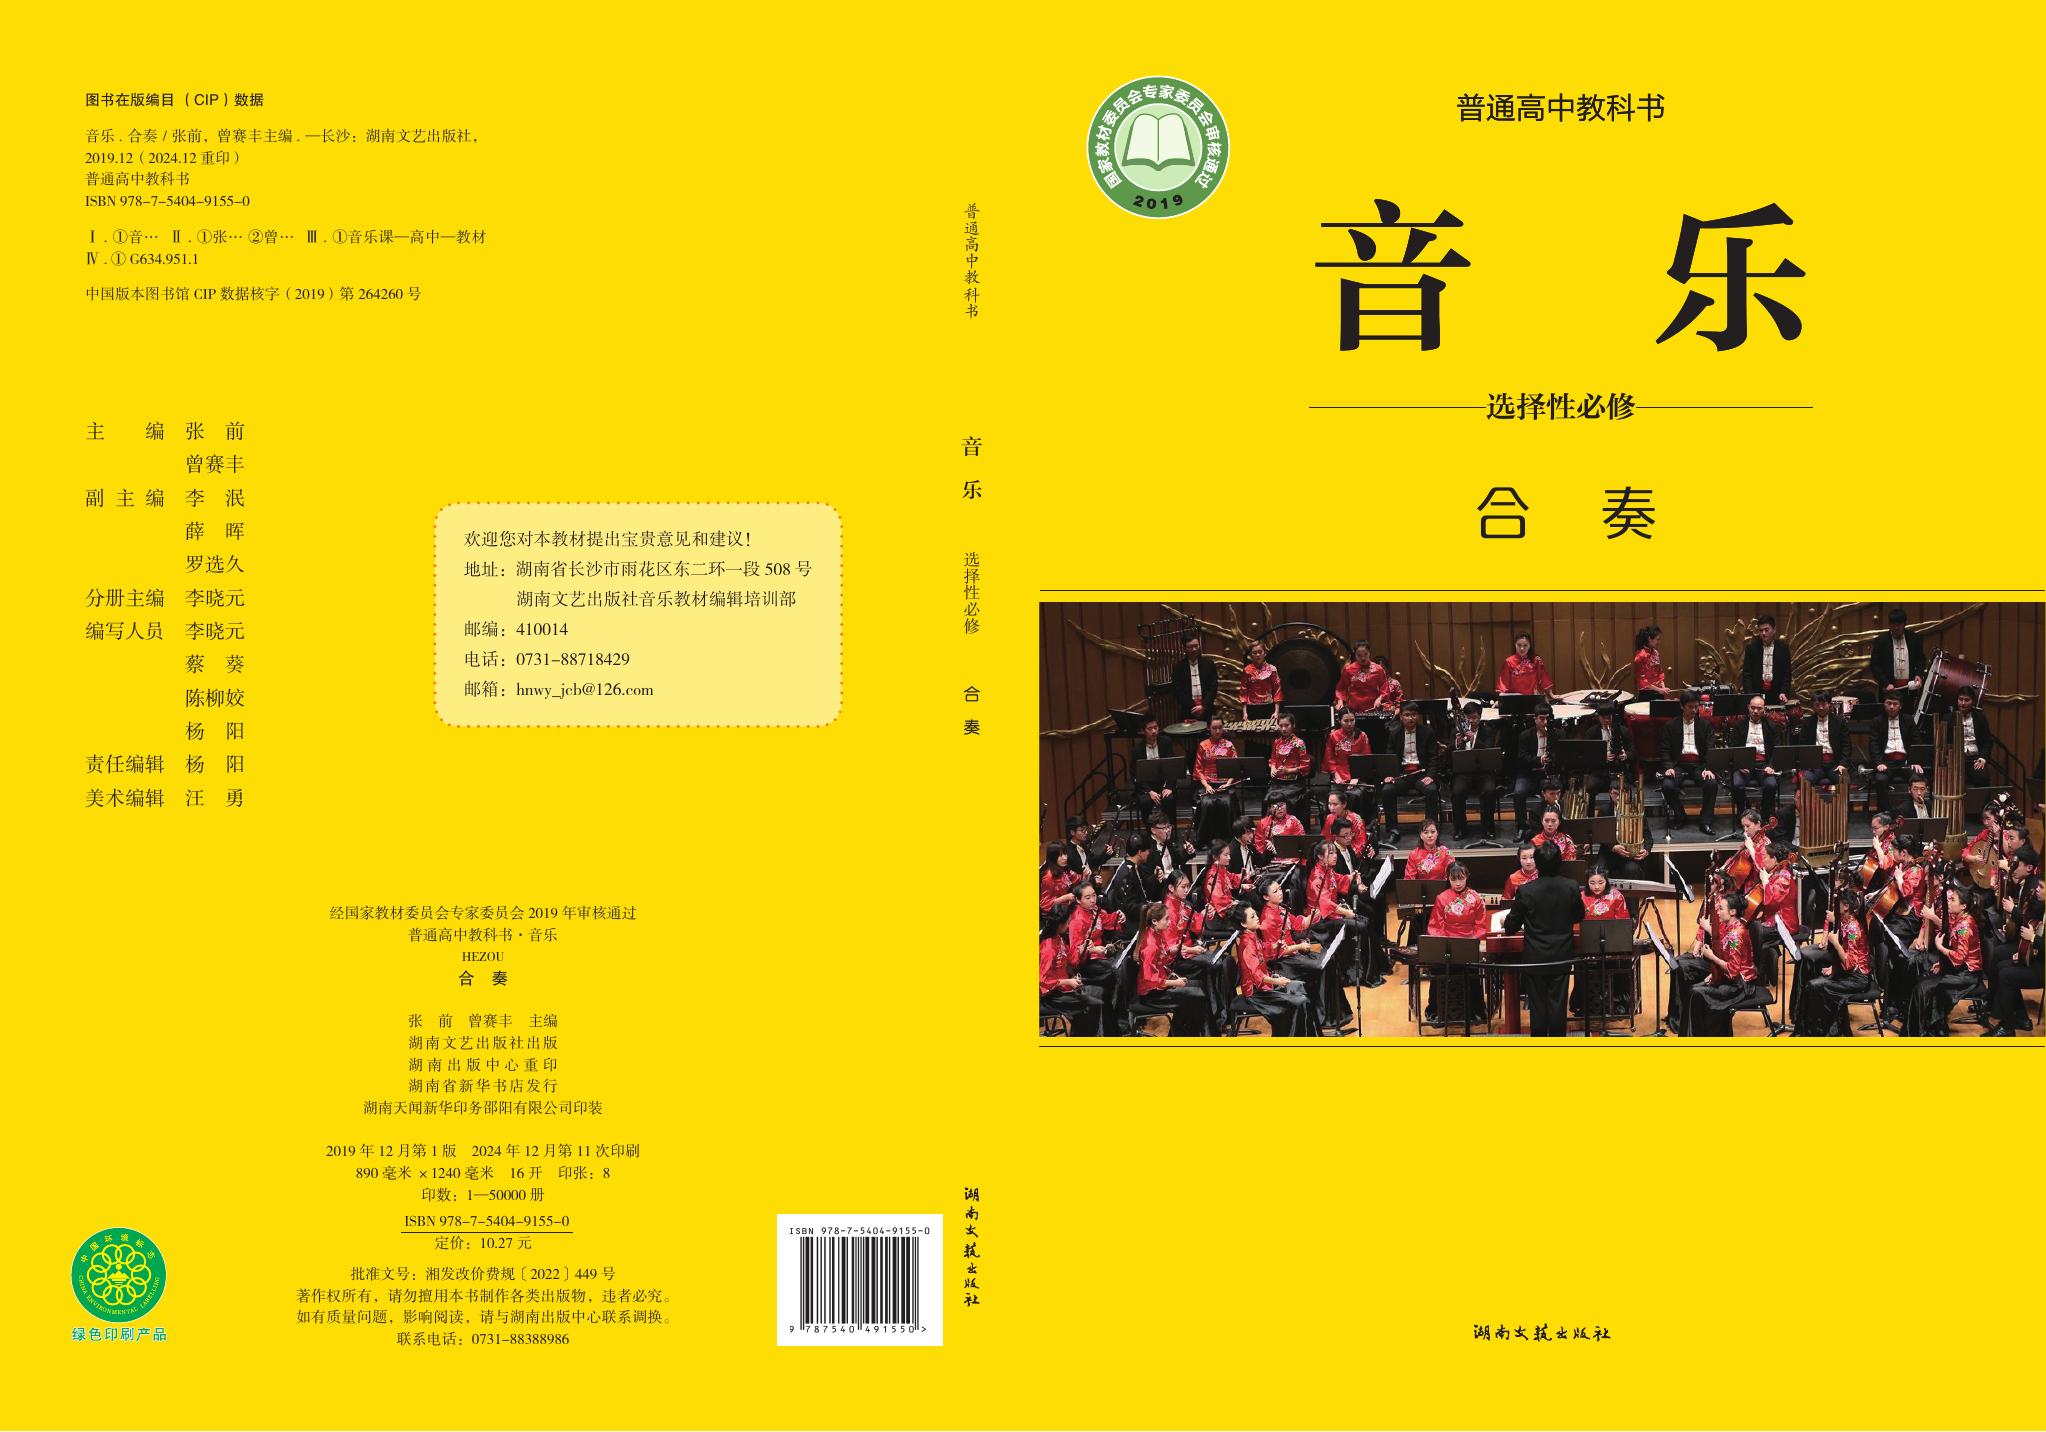 图书在版编目（CIP）数据
音乐 . 合奏 / 张前，曾赛丰主编 . —长沙：湖南文艺出版社，
2019.12（2024.12 重印）
普通高中教科书
ISBN 978-7-5404-9155-0
Ⅰ . ①音… Ⅱ . ①张… ②曾… Ⅲ . ①音乐课—高中—教材
Ⅳ . ① G634.951.1
中国版本图书馆 CIP 数据核字（2019）第 264260 号
主 编 张 前
曾赛丰
副 主 编 李 泯
薛 晖
罗选久
分册主编 李晓元
编写人员 李晓元
蔡 葵
陈柳姣
杨 阳
责任编辑 杨 阳
美术编辑 汪 勇
欢迎您对本教材提出宝贵意见和建议！
地址：湖南省长沙市雨花区东二环一段 508 号
湖南文艺出版社音乐教材编辑培训部
邮编：410014
电话：0731-88718429
邮箱：hnwy_jcb@126.com
经国家教材委员会专家委员会 2019 年审核通过
普通高中教科书·音乐
HEZOU
合 奏
张 前 曾赛丰 主编
湖南文艺出版社出版
湖南出版中心重印
湖南省新华书店发行
湖南天闻新华印务邵阳有限公司印装
2019 年 12 月第 1 版 2024 年 12 月第 11 次印刷
890 毫米 ×1240 毫米 16 开 印张：8
印数：1—50000 册
ISBN 978-7-5404-9155-0
定价：10.27 元
批准文号：湘发改价费规〔2022〕449 号
著作权所有，请勿擅用本书制作各类出版物，违者必究。
如有质量问题，影响阅读，请与湖南出版中心联系调换。
联系电话：0731-88388986
中国环境标志
CHINA ENVIRONMENTAL LABELLING
绿色印刷产品
ISBN 978-7-5404-9155-0
9 787540 491550 >
普通高中教科书
音 乐
选择性必修
合 奏
湖南文艺出版社
国家教材委员会专家委员会审核通过
2019
普通高中教科书
音 乐
选择性必修
合 奏
湖南文艺出版社